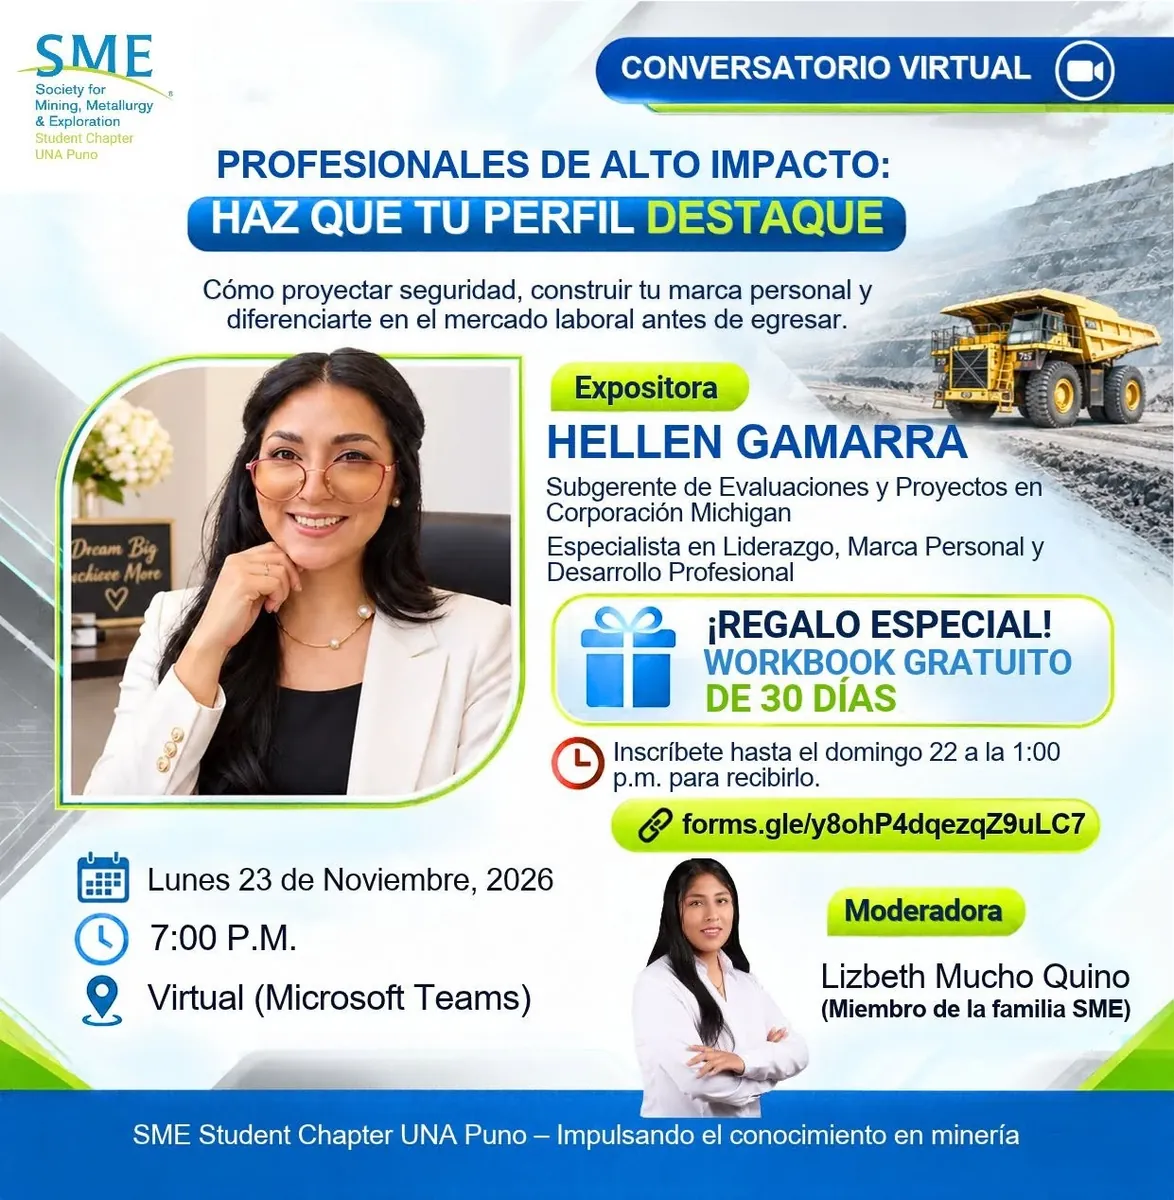 SME
Society for
Mining, Metallurgy
& Exploration
Student Chapter
UNA Puno
CONVERSATORIO VIRTUAL
PROFESIONALES DE ALTO IMPACTO:
HAZ QUE TU PERFIL DESTAQUE
Cómo proyectar seguridad, construir tu marca personal y
diferenciarte en el mercado laboral antes de egresar.
Expositora
HELLEN GAMARRA
Subgerente de Evaluaciones y Proyectos en
Corporación Michigan
Especialista en Liderazgo, Marca Personal y
Desarrollo Profesional
Dream Big
achieve More
¡REGALO ESPECIAL!
WORKBOOK GRATUITO
DE 30 DÍAS
Inscríbete hasta el domingo 22 a la 1:00
p.m. para recibirlo.
forms.gle/y8ohP4dqezqZ9uLC7
Lunes 23 de Noviembre, 2026
7:00 P.M.
Virtual (Microsoft Teams)
Moderadora
Lizbeth Mucho Quino
(Miembro de la familia SME)
SME Student Chapter UNA Puno – Impulsando el conocimiento en minería